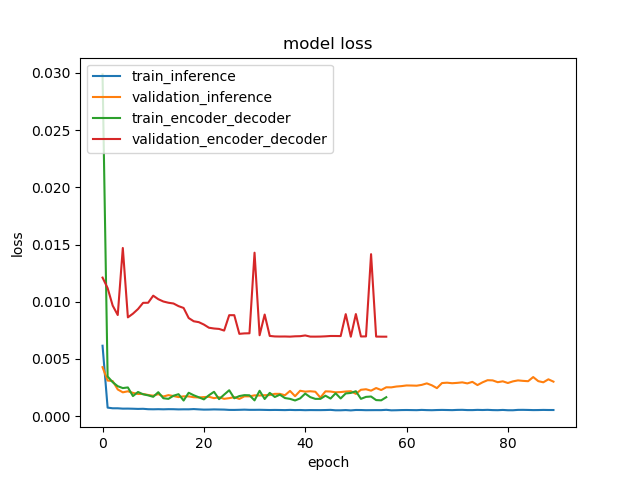 model loss
train_inference
validation_inference
train_encoder_decoder
validation_encoder_decoder
loss
0.030
0.025
0.020
0.015
0.010
0.005
0.000
0
20
40
60
80
epoch